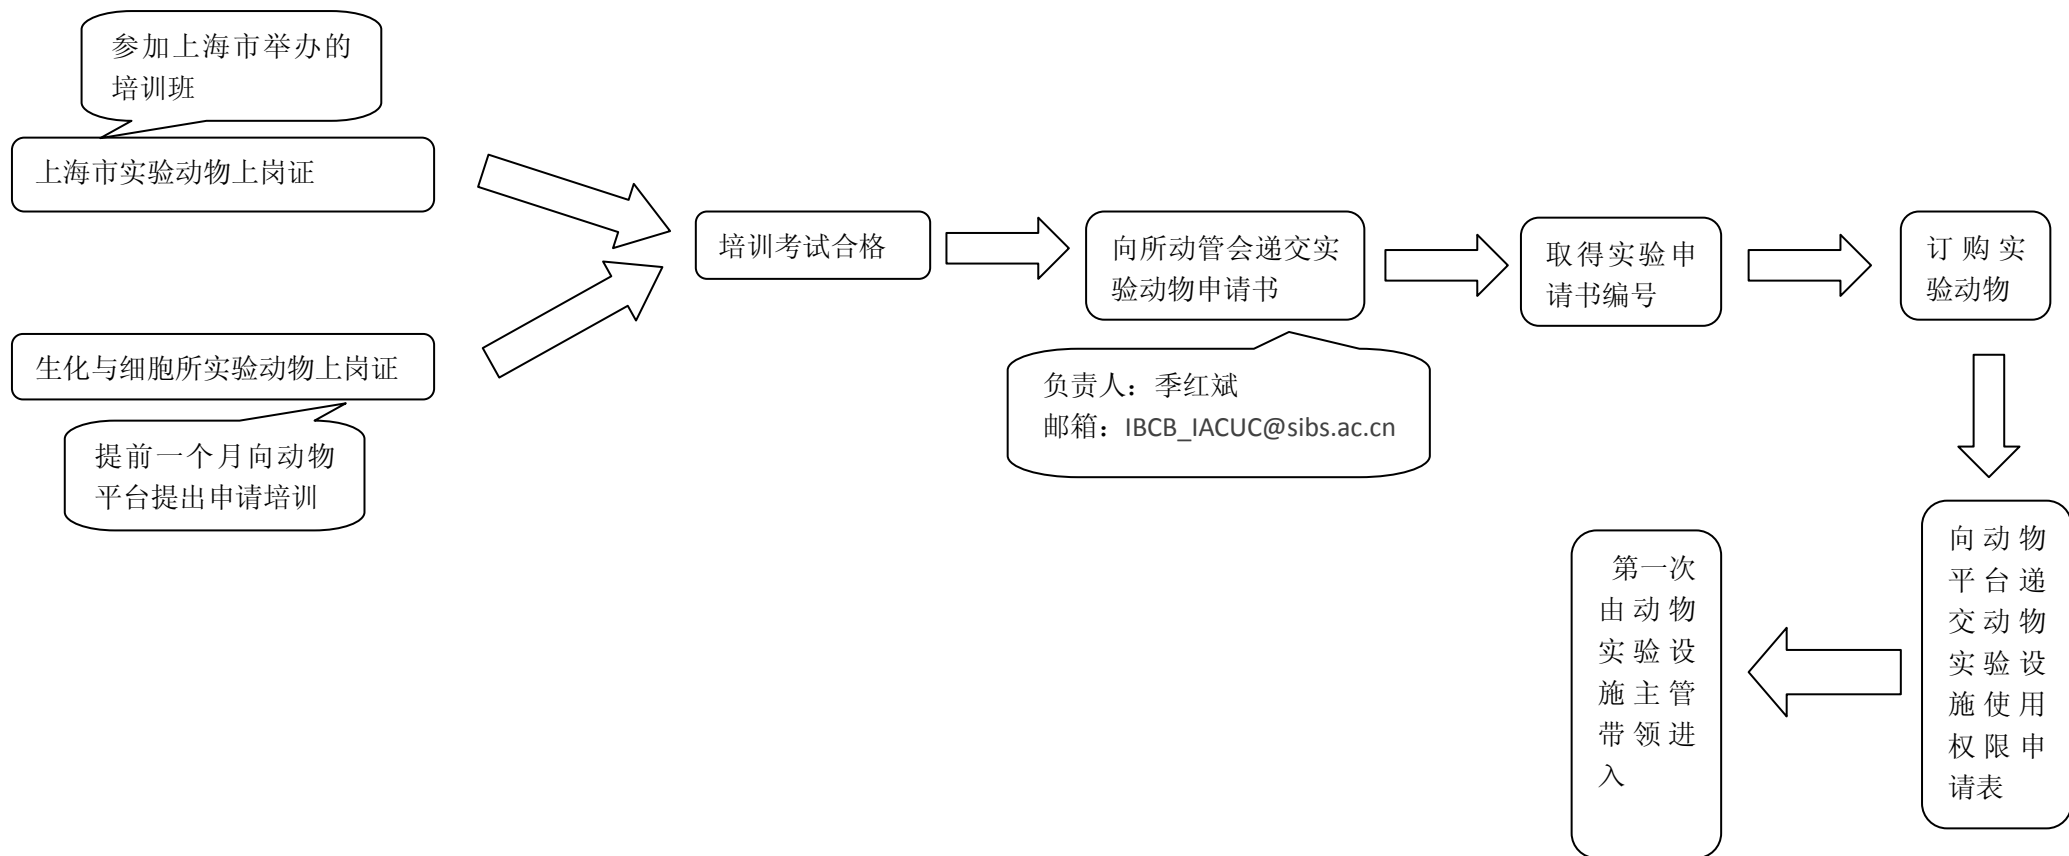 参加上海市举办的
培训班
上海市实验动物上岗证
生化与细胞所实验动物上岗证
提前一个月向动物
平台提出申请培训
培训考试合格
向所动管会递交实
验动物申请书
负责人：季红斌
邮箱：IBCB_IACUC@sibs.ac.cn
取得实验申
请书编号
订购实
验动物
向动物
平台递
交动物
实验设
施使用
权限申
请表
第一次
由动物
实验设
施主管
带领进
入